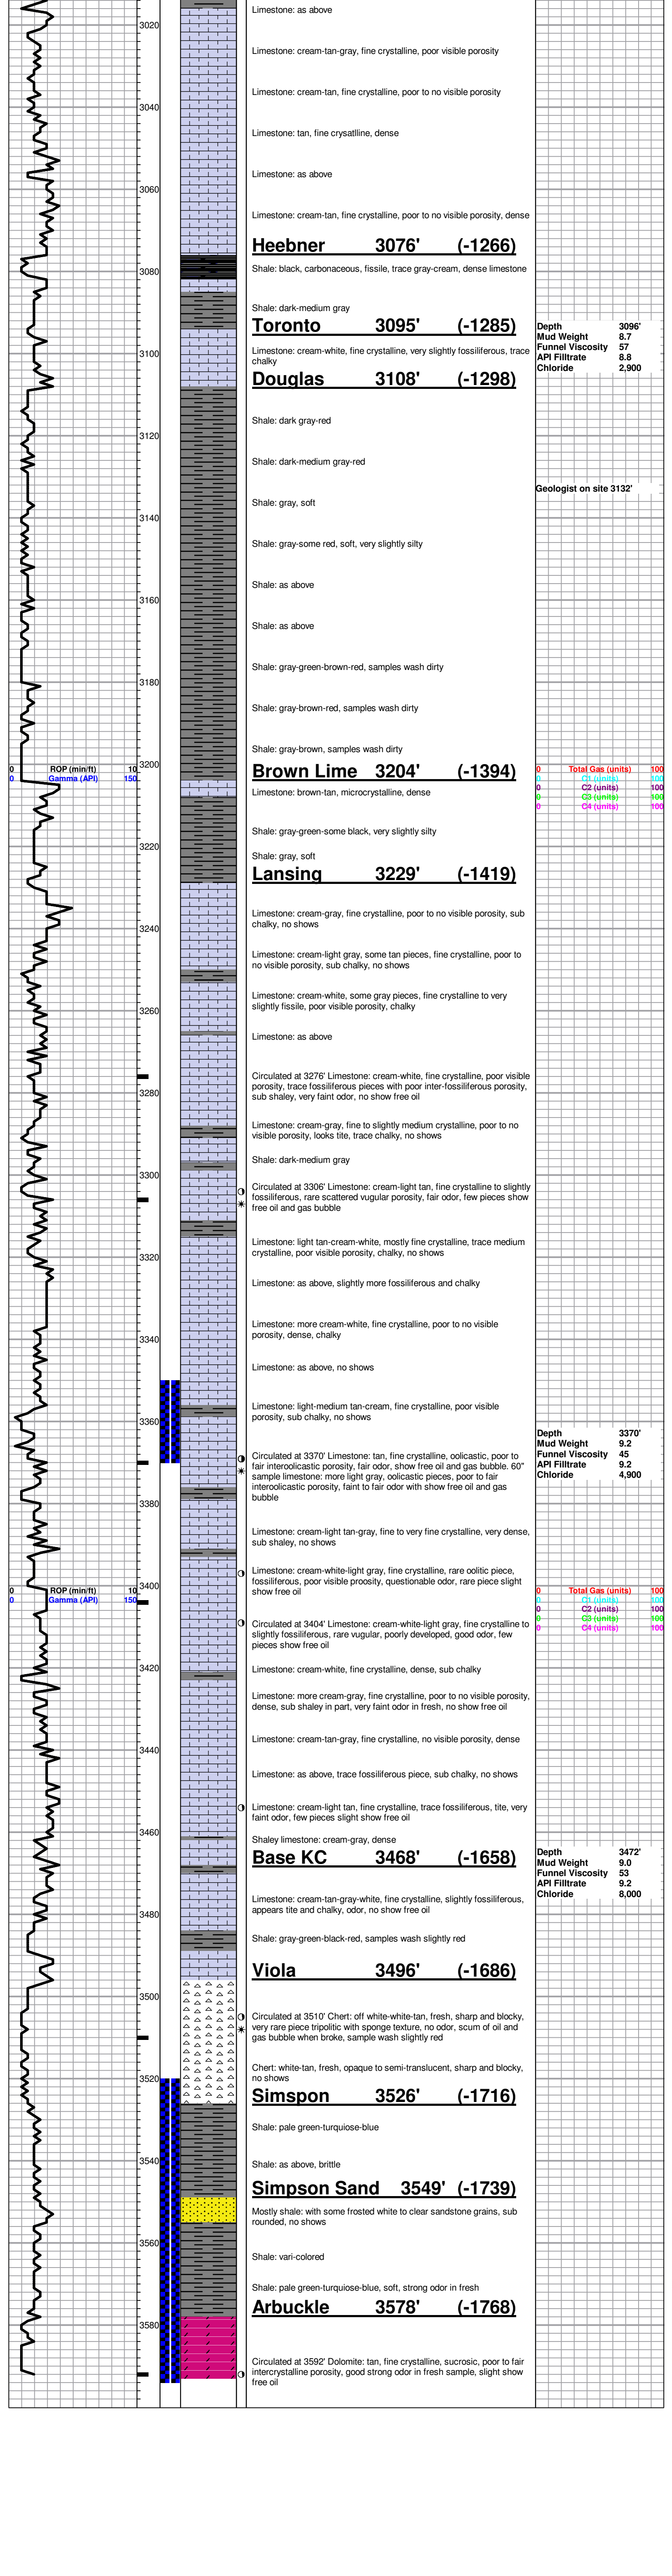 Limestone: as above
3020
Limestone: cream-tan-gray, fine crystalline, poor visible porosity
Limestone: cream-tan, fine crystalline, poor to no visible porosity
3040
Limestone: tan, fine crysatlline, dense
Limestone: as above
3060
Limestone: cream-tan, fine crystalline, poor to no visible porosity, dense
Heebner 3076' (-1266)
Shale: black, carbonaceous, fissile, trace gray-cream, dense limestone
3080
Shale: dark-medium gray
Toronto 3095' (-1285)
Depth 3096'
Mud Weight 8.7
Funnel Viscosity 57
API Filltrate 8.8
Chloride 2,900
Limestone: cream-white, fine crystalline, very slightly fossiliferous, trace
chalky
3100
Douglas 3108' (-1298)
Shale: dark gray-red
3120
Shale: dark-medium gray-red
Geologist on site 3132'
Shale: gray, soft
3140
Shale: gray-some red, soft, very slightly silty
Shale: as above
3160
Shale: as above
Shale: gray-green-brown-red, samples wash dirty
3180
Shale: gray-brown-red, samples wash dirty
Shale: gray-brown, samples wash dirty
3200
0 ROP (min/ft) 10
0 Gamma (API) 150
Brown Lime 3204' (-1394)
0 Total Gas (units) 100
0 C1 (units) 100
0 C2 (units) 100
0 C3 (units) 100
0 C4 (units) 100
Limestone: brown-tan, microcrystalline, dense
Shale: gray-green-some black, very slightly silty
3220
Shale: gray, soft
Lansing 3229' (-1419)
Limestone: cream-gray, fine crystalline, poor to no visible porosity, sub
chalky, no shows
3240
Limestone: cream-light gray, some tan pieces, fine crystalline, poor to
no visible porosity, sub chalky, no shows
Limestone: cream-white, some gray pieces, fine crystalline to very
slightly fissile, poor visible porosity, chalky
3260
Limestone: as above
Circulated at 3276' Limestone: cream-white, fine crystalline, poor visible
porosity, trace fossiliferous pieces with poor inter-fossiliferous porosity,
sub shaley, very faint odor, no show free oil
3280
Limestone: cream-gray, fine to slightly medium crystalline, poor to no
visible porosity, looks tite, trace chalky, no shows
Shale: dark-medium gray
3300
Circulated at 3306' Limestone: cream-light tan, fine crystalline to slightly
fossiliferous, rare scattered vugular porosity, fair odor, few pieces show
free oil and gas bubble
Limestone: light tan-cream-white, mostly fine crystalline, trace medium
crystalline, poor visible porosity, chalky, no shows
3320
Limestone: as above, slightly more fossiliferous and chalky
Limestone: more cream-white, fine crystalline, poor to no visible
porosity, dense, chalky
3340
Limestone: as above, no shows
Limestone: light-medium tan-cream, fine crystalline, poor visible
porosity, sub chalky, no shows
3360
Depth 3370'
Mud Weight 9.2
Funnel Viscosity 45
API Filltrate 9.2
Chloride 4,900
Circulated at 3370' Limestone: tan, fine crystalline, oolicastic, poor to
fair interoolicastic porosity, fair odor, show free oil and gas bubble. 60"
sample limestone: more light gray, oolicastic pieces, poor to fair
interoolicastic porosity, faint to fair odor with show free oil and gas
bubble
3380
Limestone: cream-light tan-gray, fine to very fine crystalline, very dense,
sub shaley, no shows
Limestone: cream-white-light gray, fine crystalline, rare oolitic piece,
fossiliferous, poor visible prosoity, questionable odor, rare piece slight
show free oil
3400
0 ROP (min/ft) 10
0 Gamma (API) 150
0 Total Gas (units) 100
0 C1 (units) 100
0 C2 (units) 100
0 C3 (units) 100
0 C4 (units) 100
Circulated at 3404' Limestone: cream-white-light gray, fine crystalline to
slightly fossiliferous, rare vugular, poorly developed, good odor, few
pieces show free oil
3420
Limestone: cream-white, fine crystalline, dense, sub chalky
Limestone: more cream-gray, fine crystalline, poor to no visible porosity,
dense, sub shaley in part, very faint odor in fresh, no show free oil
Limestone: cream-tan-gray, fine crystalline, no visible porosity, dense
3440
Limestone: as above, trace fossiliferous piece, sub chalky, no shows
Limestone: cream-light tan, fine crystalline, trace fossiliferous, tite, very
faint odor, few pieces slight show free oil
3460
Shaley limestone: cream-gray, dense
Base KC 3468' (-1658)
Depth 3472'
Mud Weight 9.0
Funnel Viscosity 53
API Filltrate 9.2
Chloride 8,000
Limestone: cream-tan-gray-white, fine crystalline, slightly fossiliferous,
appears tite and chalky, odor, no show free oil
3480
Shale: gray-green-black-red, samples wash slightly red
Viola 3496' (-1686)
3500
Circulated at 3510' Chert: off white-white-tan, fresh, sharp and blocky,
very rare piece tripolitic with sponge texture, no odor, scum of oil and
gas bubble when broke, sample wash slightly red
Chert: white-tan, fresh, opaque to semi-translucent, sharp and blocky,
no shows
3520
Simspon 3526' (-1716)
Shale: pale green-turquiose-blue
3540
Shale: as above, brittle
Simpson Sand 3549' (-1739)
Mostly shale: with some frosted white to clear sandstone grains, sub
rounded, no shows
3560
Shale: vari-colored
Shale: pale green-turquiose-blue, soft, strong odor in fresh
Arbuckle 3578' (-1768)
3580
Circulated at 3592' Dolomite: tan, fine crystalline, sucrosic, poor to fair
intercrystalline porosity, good strong odor in fresh sample, slight show
free oil